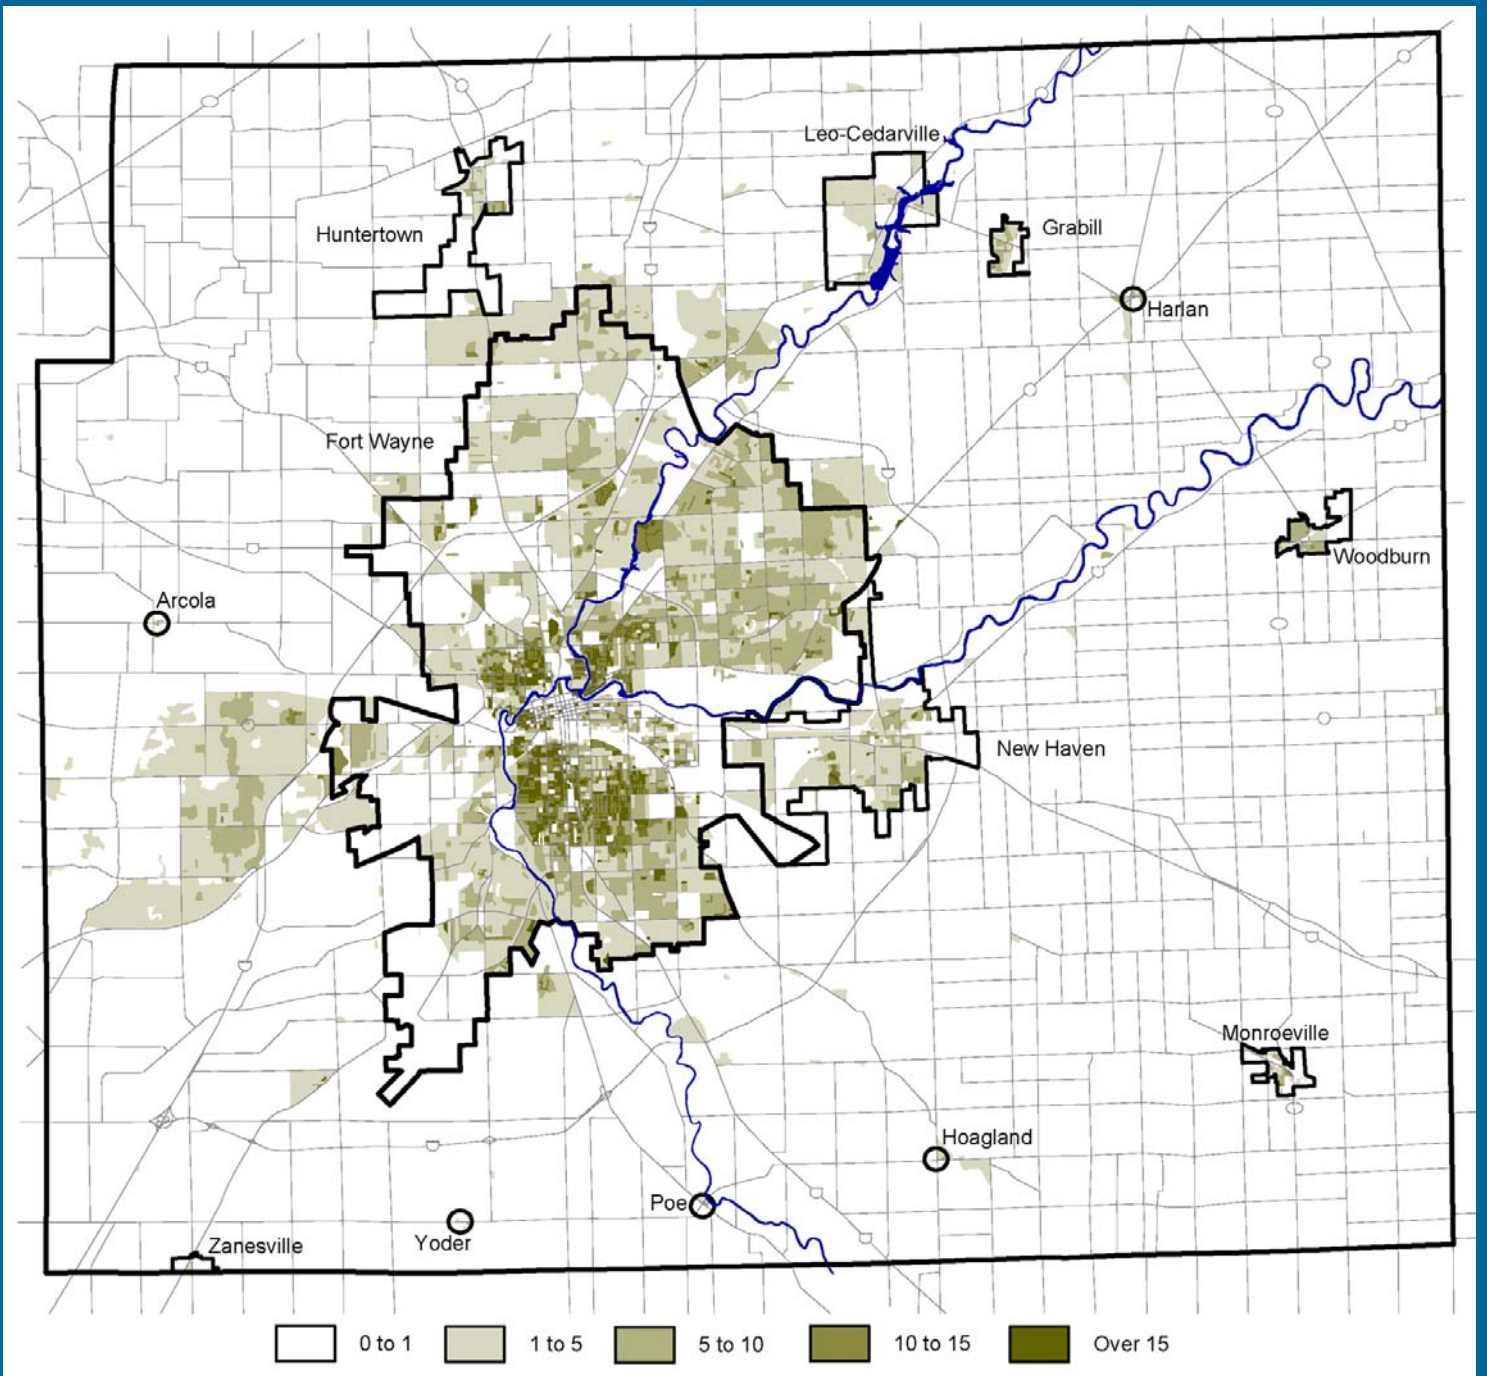 Leo-Cedarville
Huntertown
Grabill
Harlan
Fort Wayne
Woodburn
Arcola
New Haven
Monroeville
Hoagland
Poe
Yoder
Zanesville
0 to 1
1 to 5
5 to 10
10 to 15
Over 15